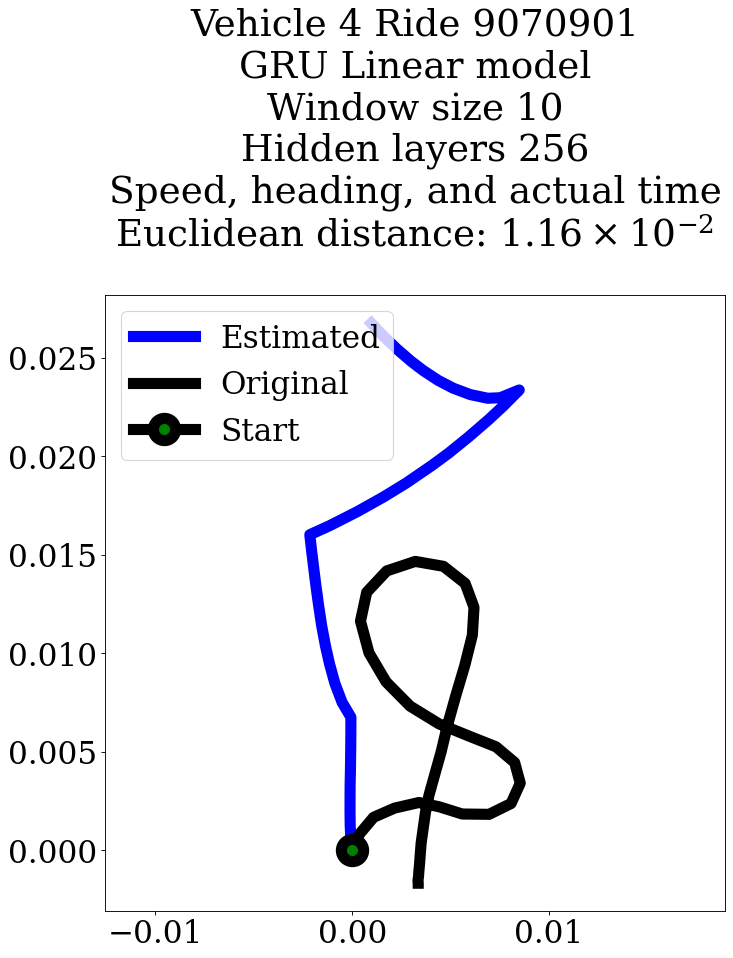 Vehicle 4 Ride 9070901
GRU Linear model
Window size 10
Hidden layers 256
Speed, heading, and actual time
Euclidean distance: 1.16 × 10⁻²
Estimated
Original
Start
0.025
0.020
0.015
0.010
0.005
0.000
−0.01 0.00 0.01